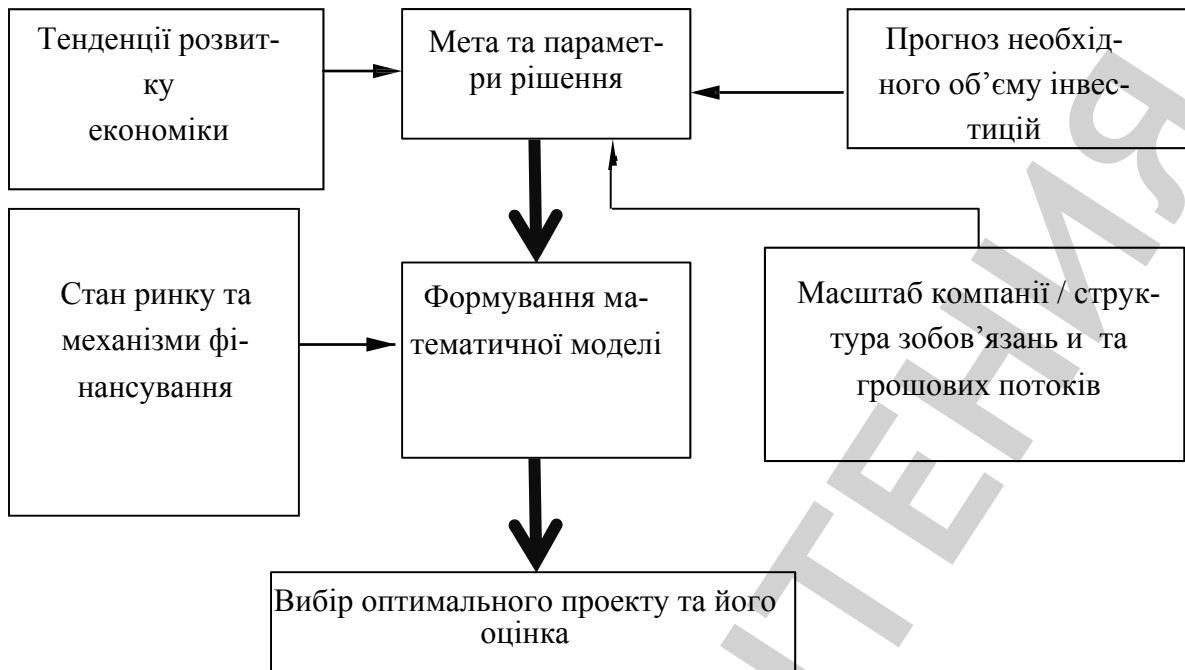 Тенденції розвит-
ку
економіки
Мета та парамет-
ри рішення
Прогноз необхід-
ного об’єму інвес-
тицій
Стан ринку та
механізми фі-
нансування
Формування ма-
тематичної моделі
Масштаб компанії / струк-
тура зобов’язань и та
грошових потоків
Вибір оптимального проекту та його
оцінка
ТЕНИЯ